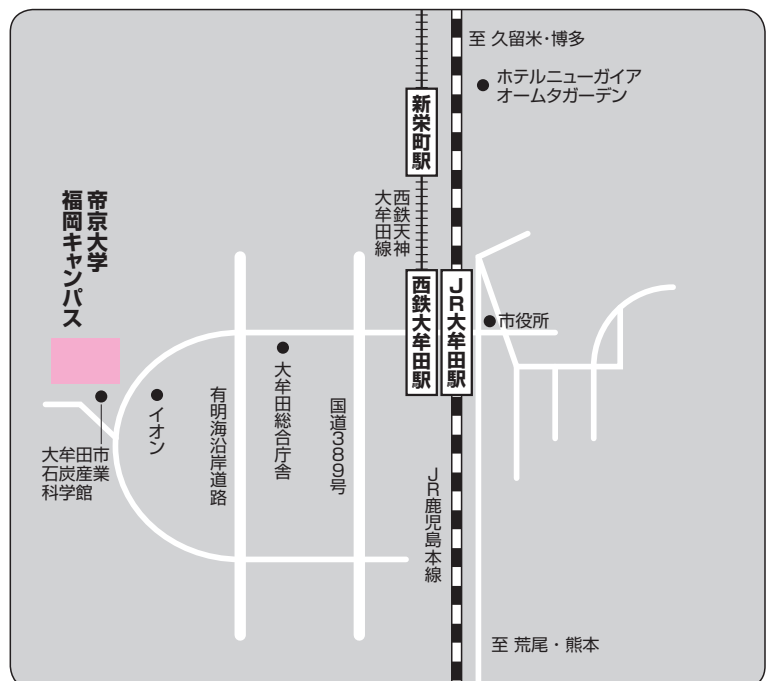 至 久留米・博多
ホテルニューガイア
オームタガーデン
新栄町駅
西鉄天神
大牟田線
帝京大学
福岡キャンパス
西鉄大牟田駅
JR大牟田駅
市役所
大牟田総合庁舎
イオン
有明海沿岸道路
国道389号
大牟田市
石炭産業
科学館
JR鹿児島本線
至 荒尾・熊本